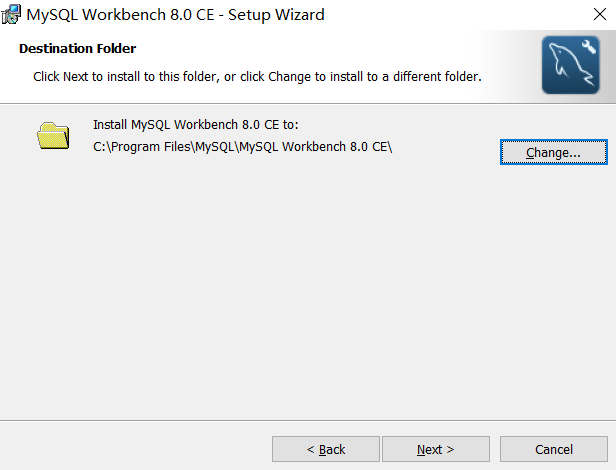 MySQL Workbench 8.0 CE - Setup Wizard
Destination Folder
Click Next to install to this folder, or click Change to install to a different folder.
Install MySQL Workbench 8.0 CE to:
C:\Program Files\MySQL\MySQL Workbench 8.0 CE\
Change...
< Back
Next >
Cancel